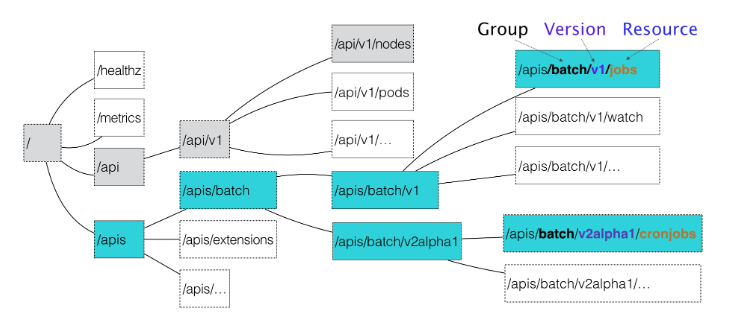 Group Version Resource
/api/v1/nodes
/apis/batch/v1/jobs
/healthz
/api/v1/pods
/metrics
/apis/batch/v1/watch
/
/api/v1
/api/v1/...
/api
/apis/batch/v1/...
/apis/batch
/apis/batch/v1
/apis
/apis/extensions
/apis/batch/v2alpha1
/apis/batch/v2alpha1/cronjobs
/apis/...
/apis/batch/v2alpha1/...